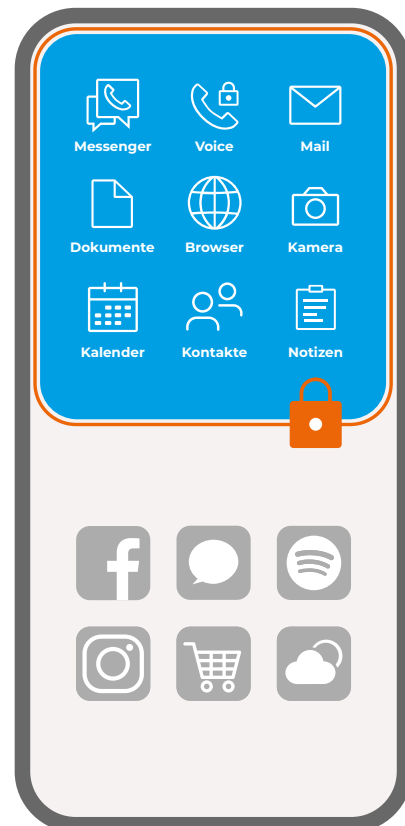 Messenger Voice Mail
Dokumente Browser Kamera
Kalender Kontakte Notizen